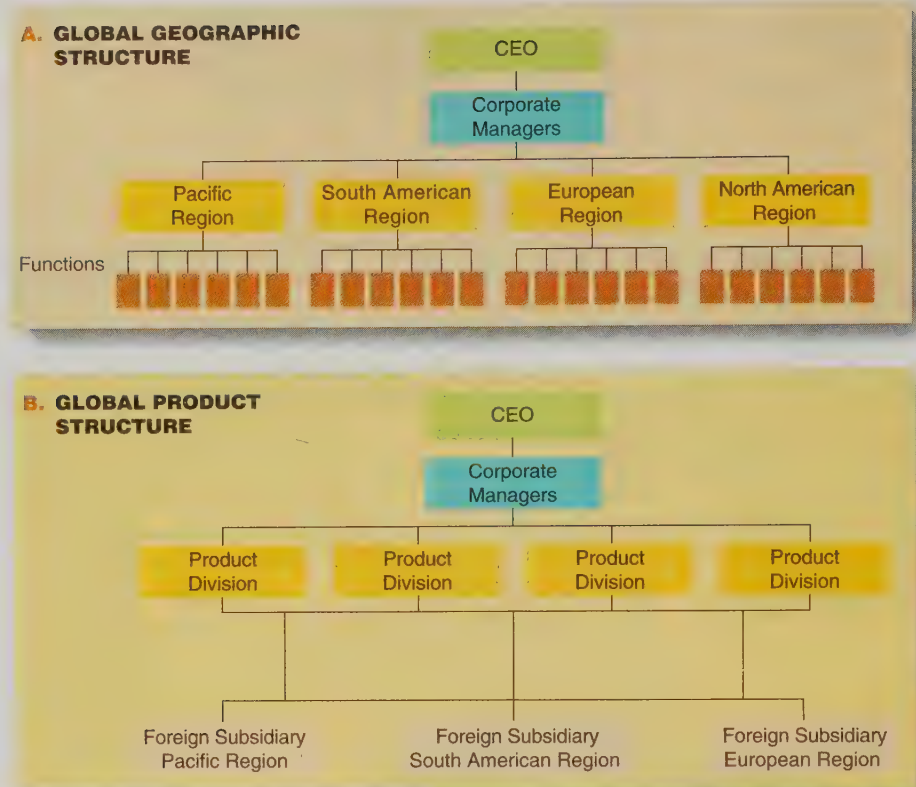 A. GLOBAL GEOGRAPHIC
STRUCTURE
CEO
Corporate
Managers
Pacific
Region
South American
Region
European
Region
North American
Region
Functions
B. GLOBAL PRODUCT
STRUCTURE
CEO
Corporate
Managers
Product
Division
Product
Division
Product
Division
Product
Division
Foreign Subsidiary
Pacific Region
Foreign Subsidiary
South American Region
Foreign Subsidiary
European Region